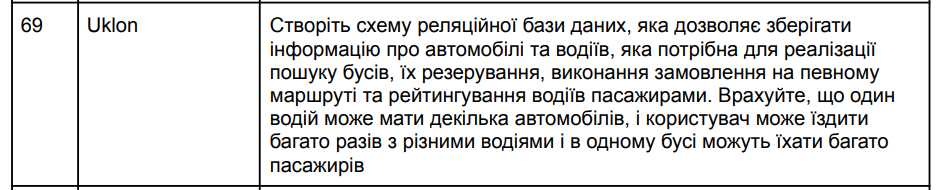 69 Uklon Створіть схему реляційної бази даних, яка дозволяє зберігати
інформацію про автомобілі та водіїв, яка потрібна для реалізації
пошуку бусів, їх резерування, виконання замовлення на певному
маршруті та рейтингування водіїв пасажирами. Врахуйте, що один
водій може мати декілька автомобілів, і користувач може їздити
багато разів з різними водіями і в одному бусі можуть їхати багато
пасажирів